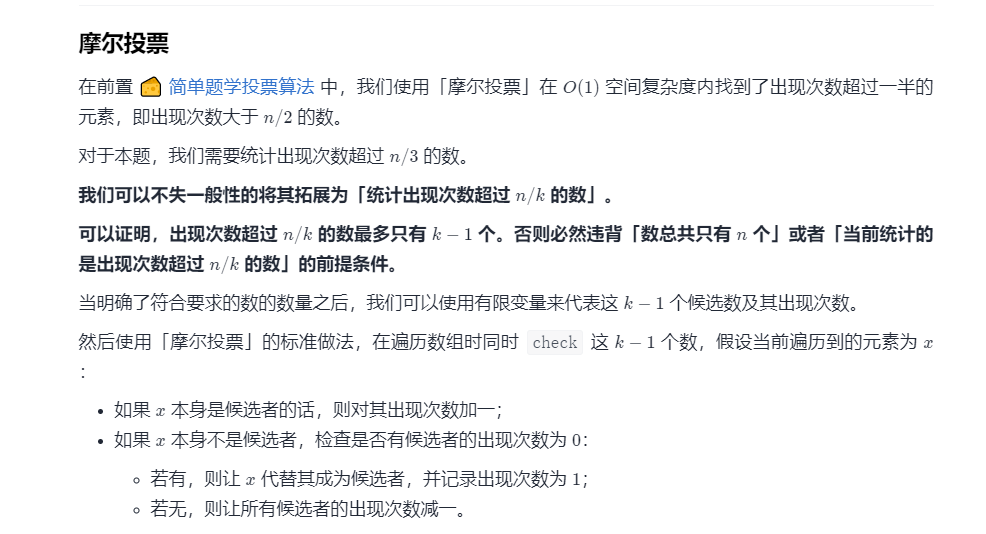 摩尔投票
在前置 🧀 简单题学投票算法 中，我们使用「摩尔投票」在 O(1) 空间复杂度内找到了出现次数超过一半的
元素，即出现次数大于 n/2 的数。
对于本题，我们需要统计出现次数超过 n/3 的数。
我们可以不失一般性的将其拓展为「统计出现次数超过 n/k 的数」。
可以证明，出现次数超过 n/k 的数最多只有 k − 1 个。否则必然违背「数总共只有 n 个」或者「当前统计的
是出现次数超过 n/k 的数」的前提条件。
当明确了符合要求的数的数量之后，我们可以使用有限变量来代表这 k − 1 个候选数及其出现次数。
然后使用「摩尔投票」的标准做法，在遍历数组时同时 check 这 k − 1 个数，假设当前遍历到的元素为 x
：
• 如果 x 本身是候选者的话，则对其出现次数加一；
• 如果 x 本身不是候选者，检查是否有候选者的出现次数为 0：
◦ 若有，则让 x 代替其成为候选者，并记录出现次数为 1；
◦ 若无，则让所有候选者的出现次数减一。